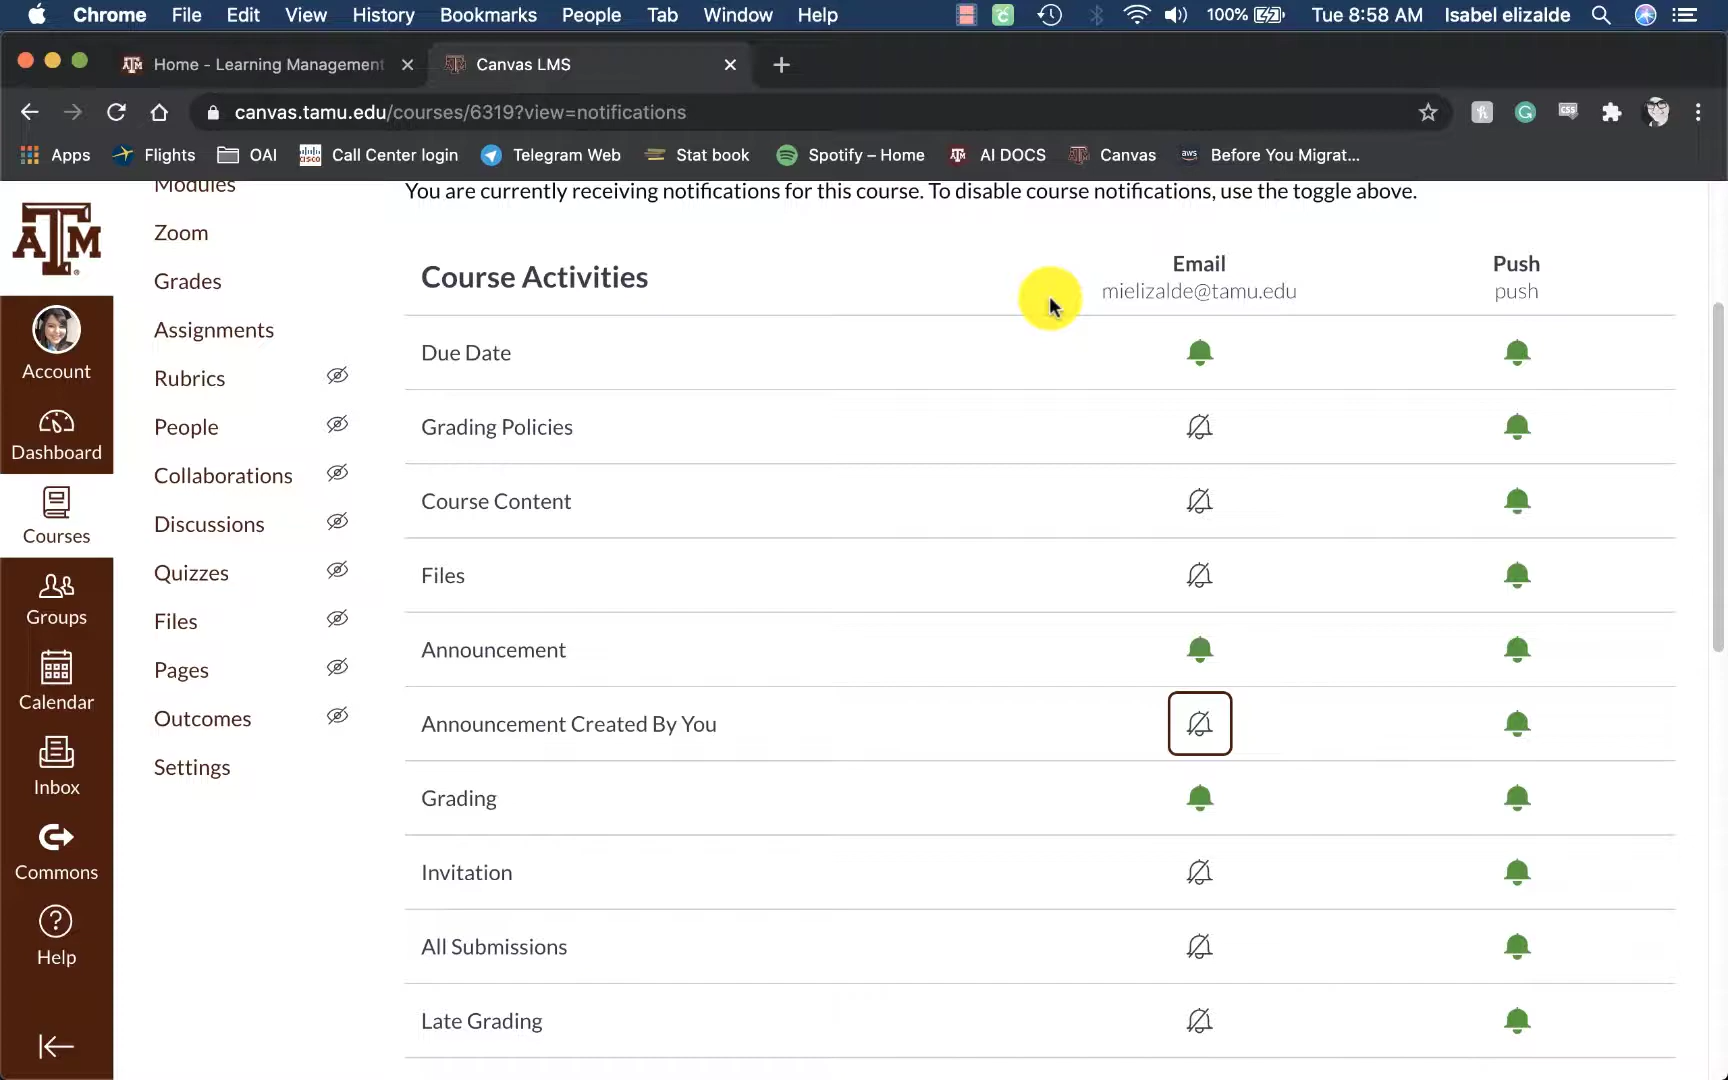 Chrome File Edit View History Bookmarks People Tab Window Help 100% Tue 8:58 AM Isabel elizalde
Home - Learning Management Canvas LMS
canvas.tamu.edu/courses/6319?view=notifications
Apps Flights OAI Call Center login Telegram Web Stat book Spotify – Home AI DOCS Canvas Before You Migrat...
ATM
Account
Dashboard
Courses
Groups
Calendar
Inbox
Commons
Help
Modules
Zoom
Grades
Assignments
Rubrics
People
Collaborations
Discussions
Quizzes
Files
Pages
Outcomes
Settings
You are currently receiving notifications for this course. To disable course notifications, use the toggle above.
Course Activities Email Push
mielizalde@tamu.edu push
Due Date
Grading Policies
Course Content
Files
Announcement
Announcement Created By You
Grading
Invitation
All Submissions
Late Grading